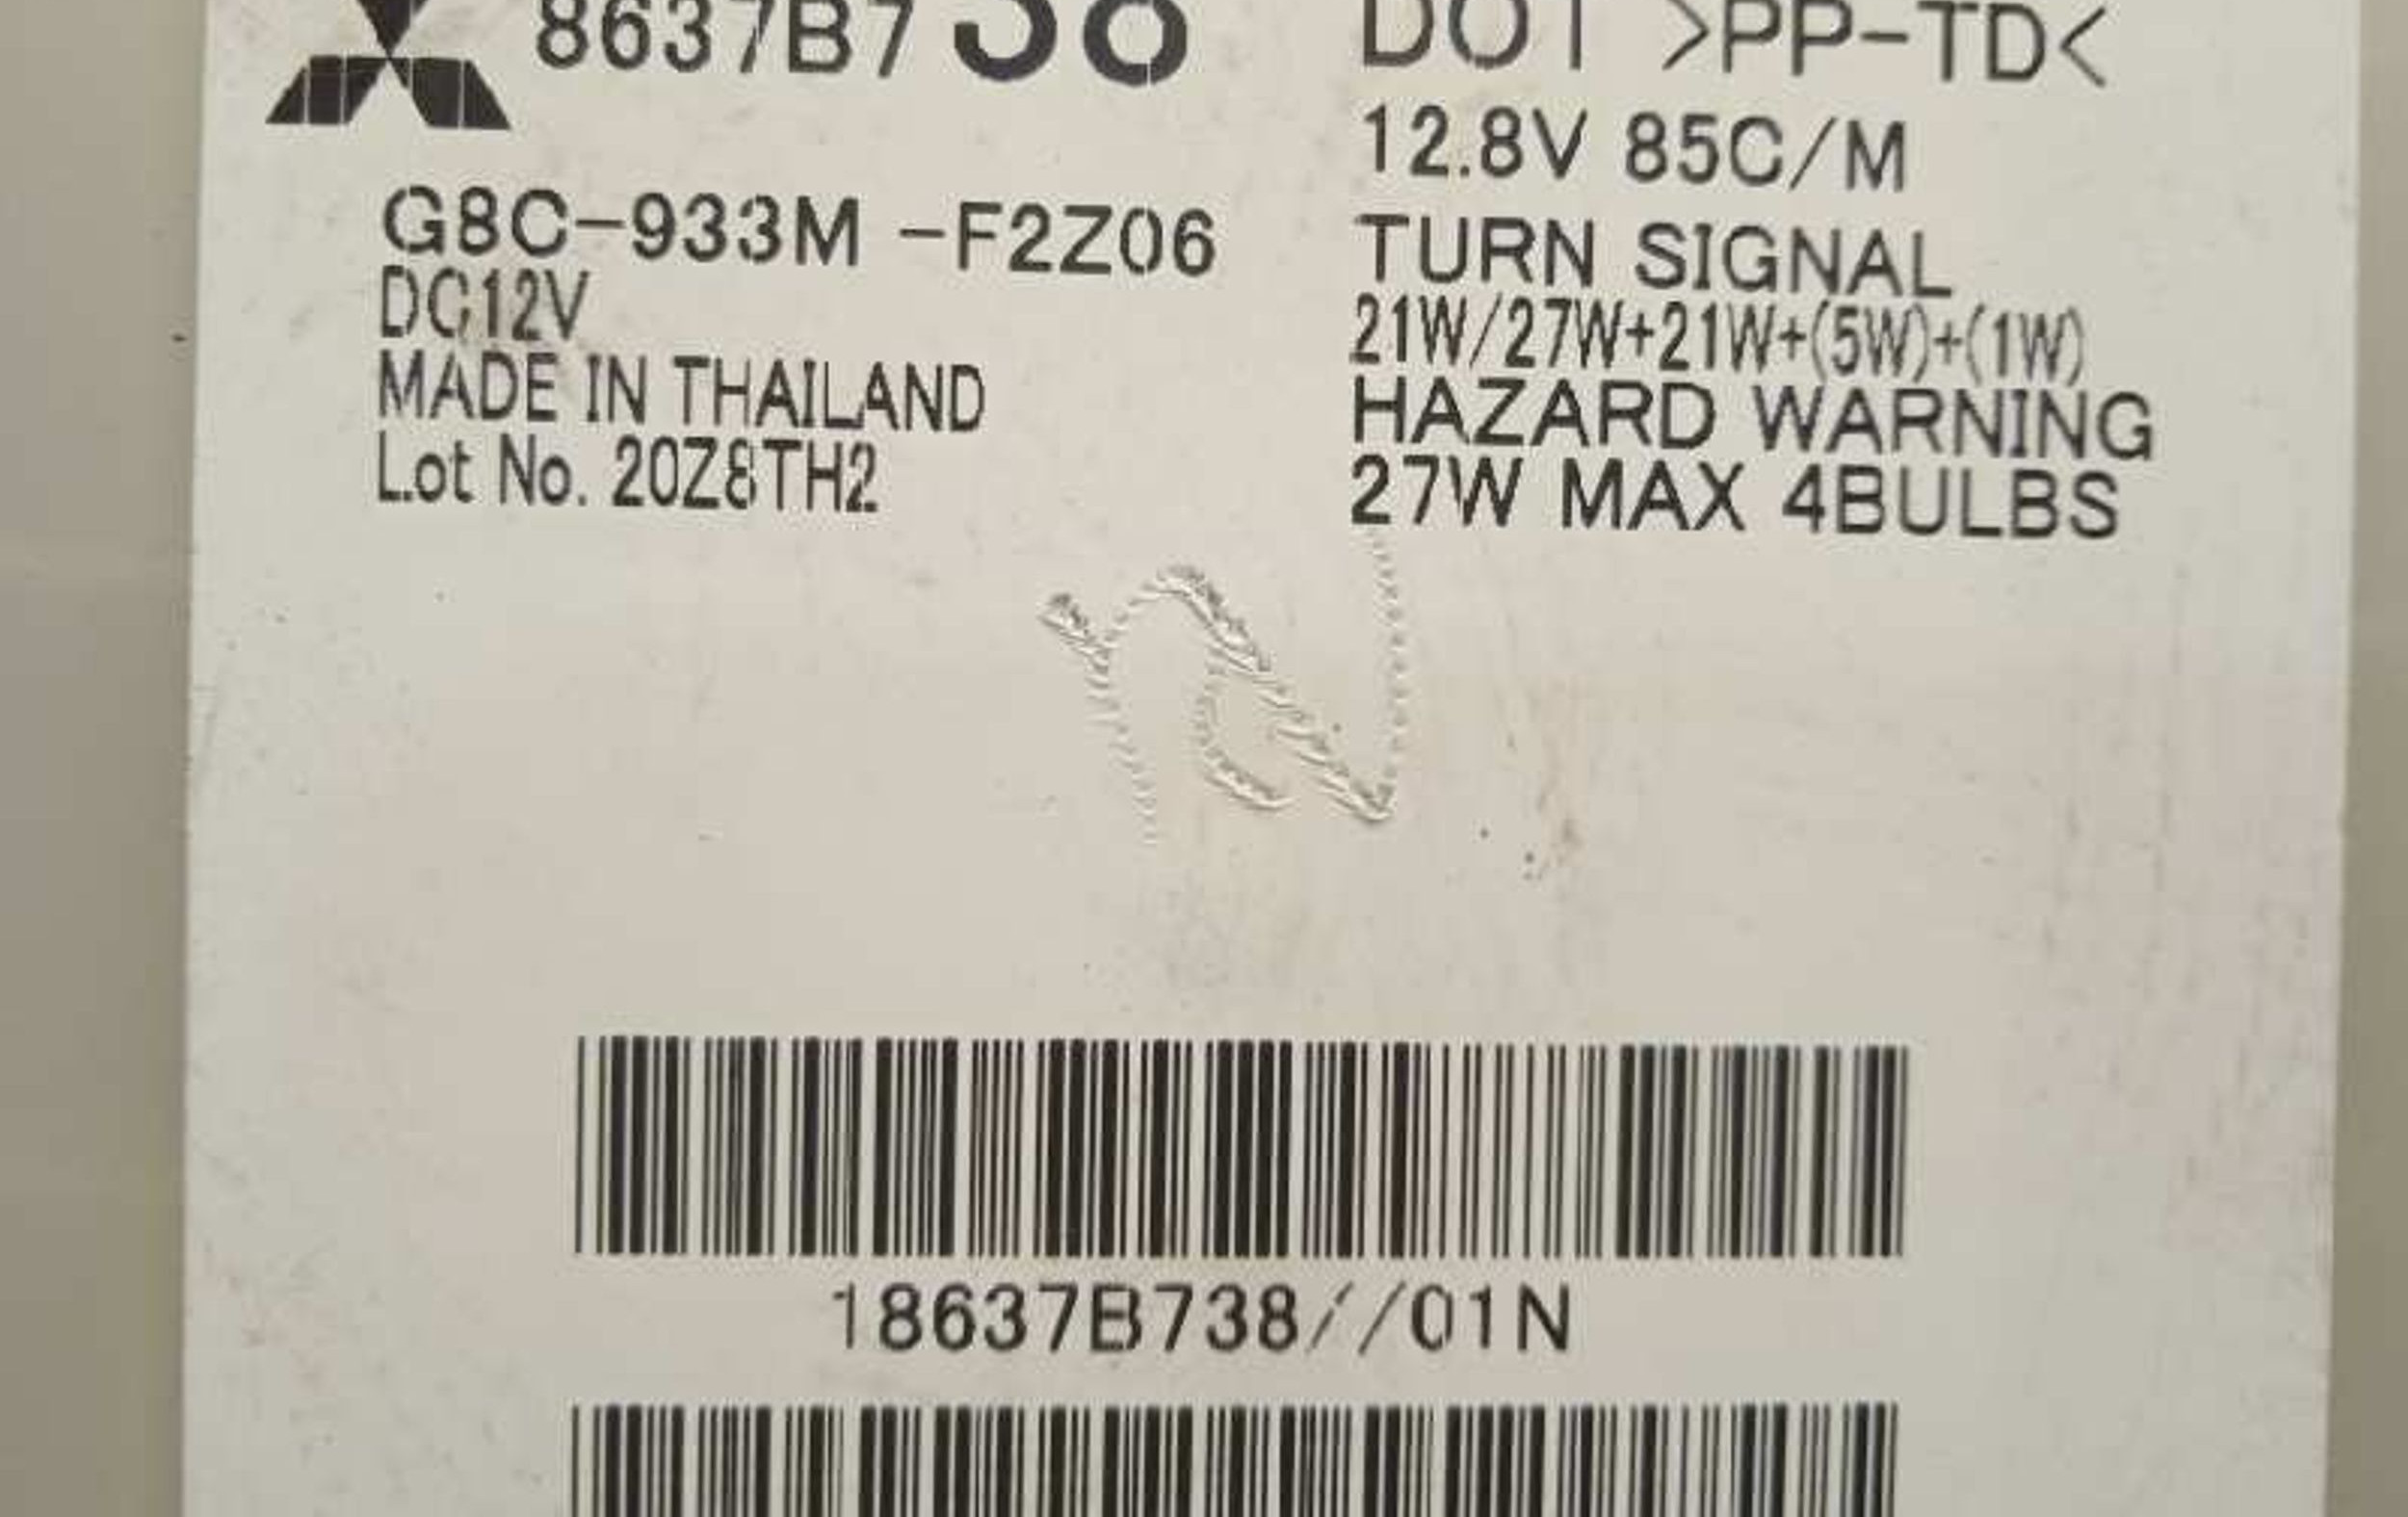 8637B738
G8C-933M -F2Z06
DC12V
MADE IN THAILAND
Lot No. 20Z8TH2
DOT >PP-TD<
12.8V 85C/M
TURN SIGNAL
21W/27W+21W+(5W)+(1W)
HAZARD WARNING
27W MAX 4BULBS
18637B738//01N